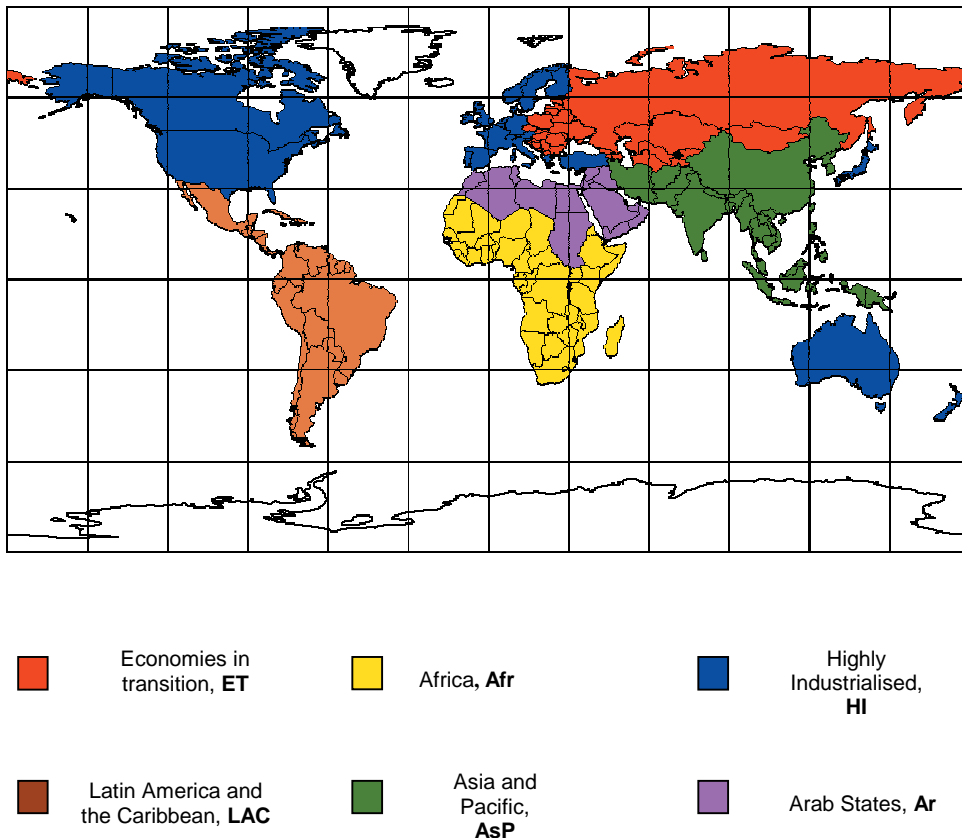 Economies in
transition, ET
Africa, Afr
Highly
Industrialised,
HI
Latin America and
the Caribbean, LAC
Asia and
Pacific,
AsP
Arab States, Ar